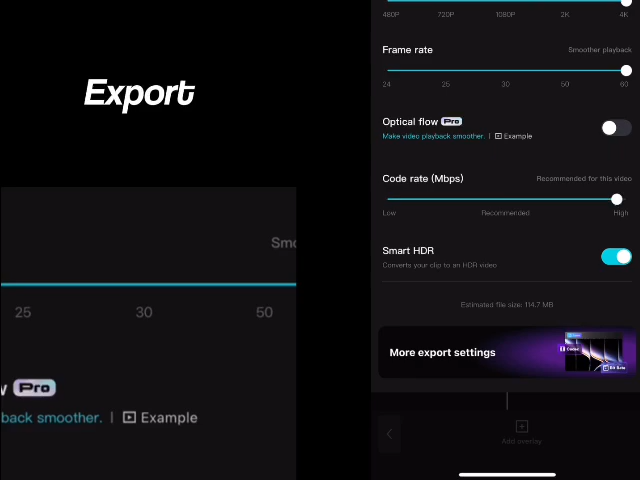 Export
Smo
25 30 50
Pro
back smoother. | Example
480P 720P 1080P 2K 4K
Frame rate Smoother playback
24 25 30 50 60
Optical flow Pro
Make video playback smoother. | Example
Code rate (Mbps) Recommended for this video
Low Recommended High
Smart HDR
Converts your clip to an HDR video
Estimated file size: 114.7 MB
More export settings
Codec
Bit Rate
Add overlay